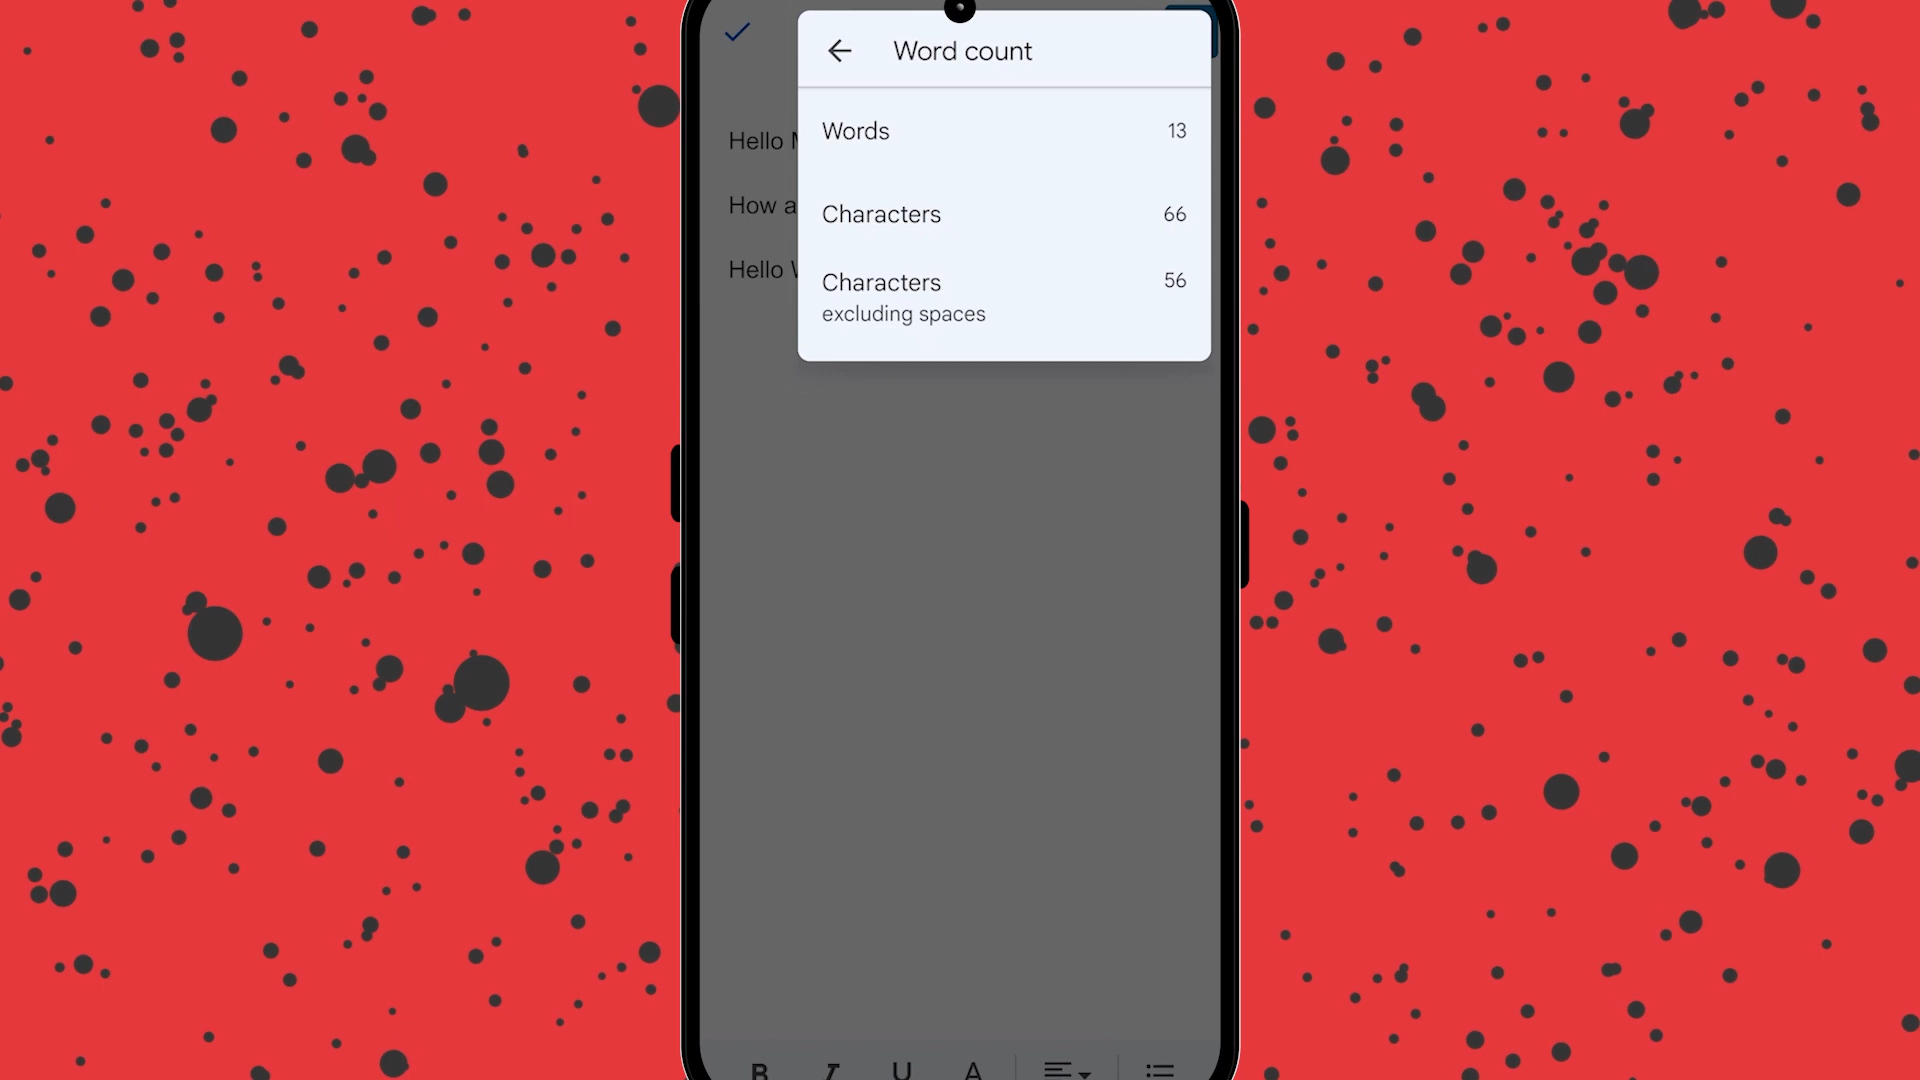 Word count
Words 13
Characters 66
Characters 56
excluding spaces
Hello
How a
Hello
B I U A